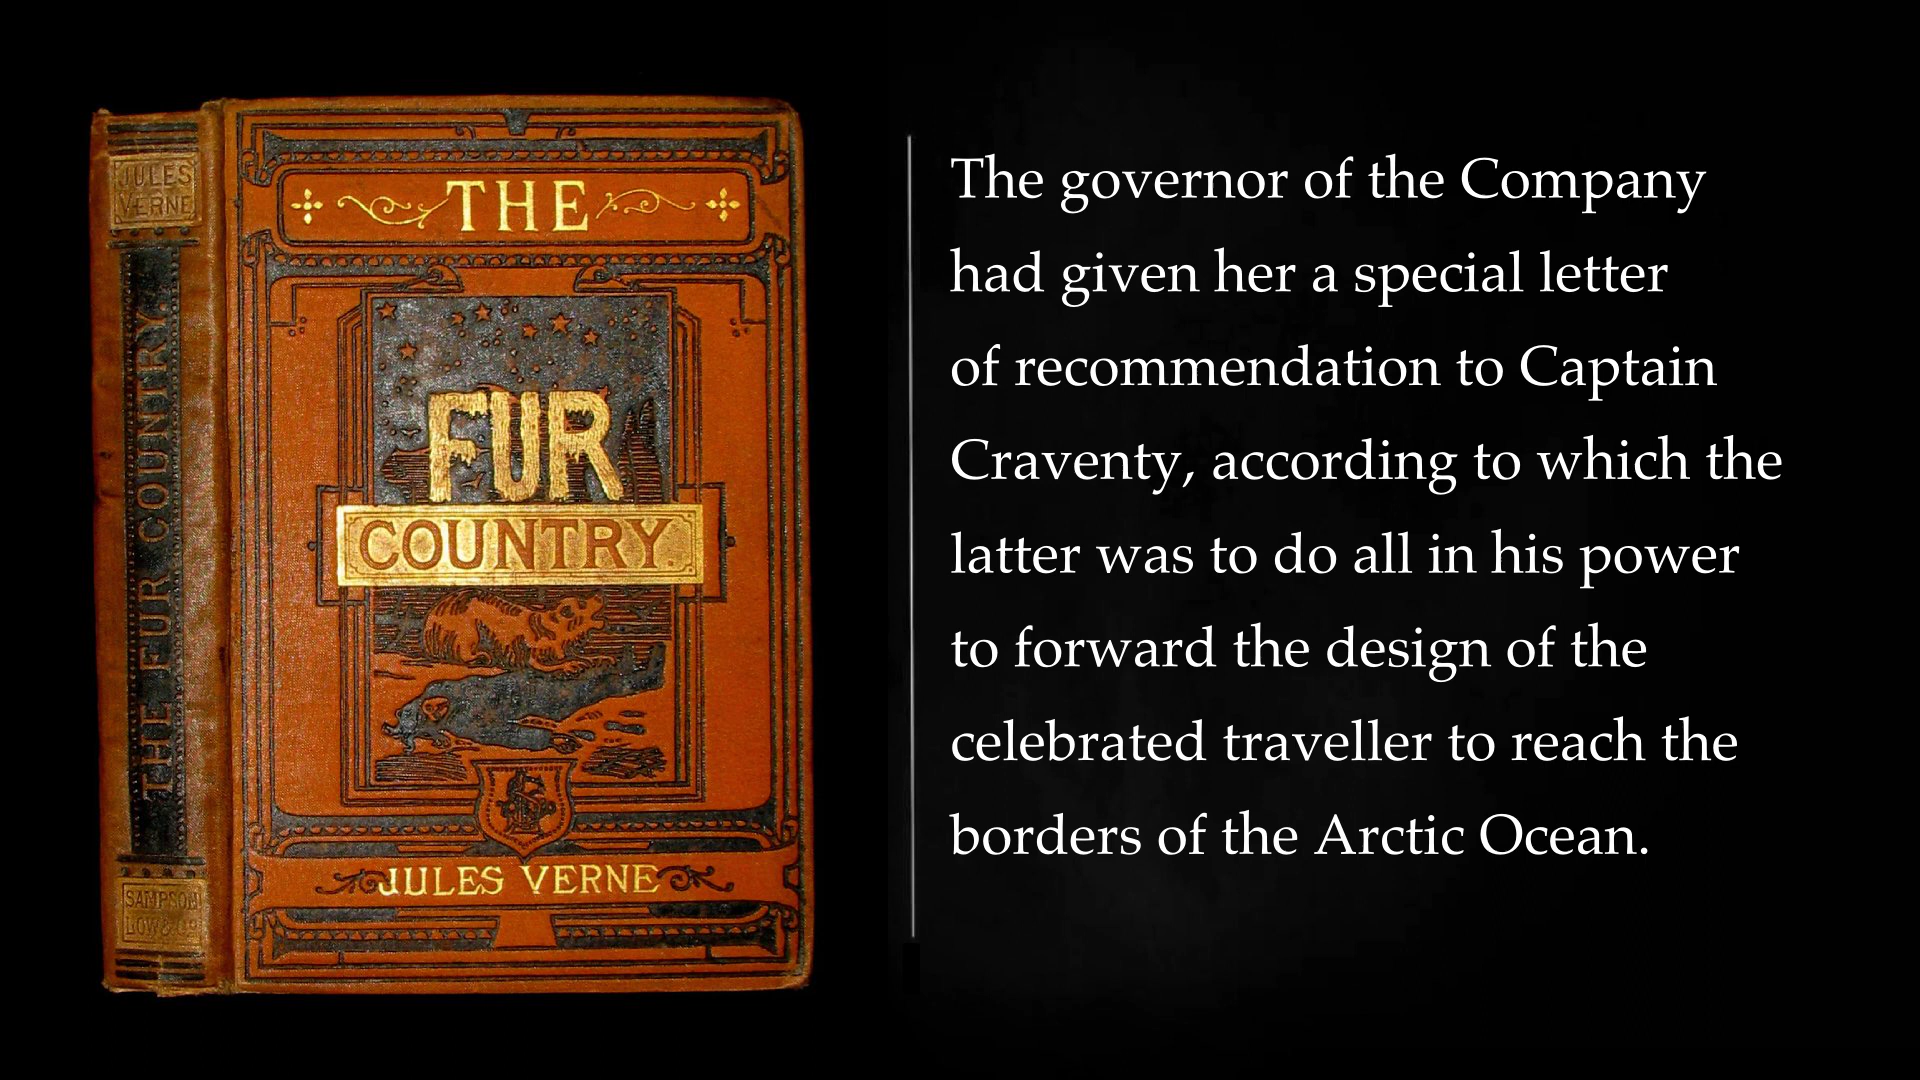 JULES
VERNE
THE FUR COUNTRY.
SAMPSON
LOW & Co
THE
FUR
COUNTRY.
JULES VERNE
The governor of the Company
had given her a special letter
of recommendation to Captain
Craventy, according to which the
latter was to do all in his power
to forward the design of the
celebrated traveller to reach the
borders of the Arctic Ocean.